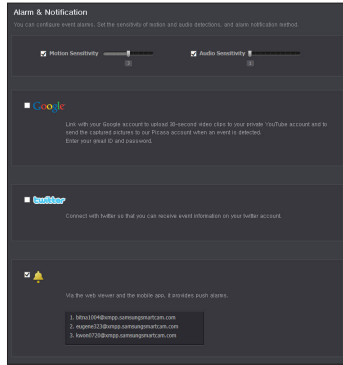 Alarm & Notification
You can configure event alarms. Set the sensitivity of motion and audio detections, and alarm notification method.
Motion Sensitivity
Audio Sensitivity
3
1
Google
Link with your Google account to upload 30-second video clips to your private YouTube account and to
send the captured pictures to our Picasa account when an event is detected.
Enter your gmail ID and password.
twitter
Connect with twitter so that you can receive event information on your twitter account.
Via the web viewer and the mobile app, it provides push alarms.
1. bitna1004@xmpp.samsungsmartcam.com
2. eugene323@xmpp.samsungsmartcam.com
3. kwon0720@xmpp.samsungsmartcam.com